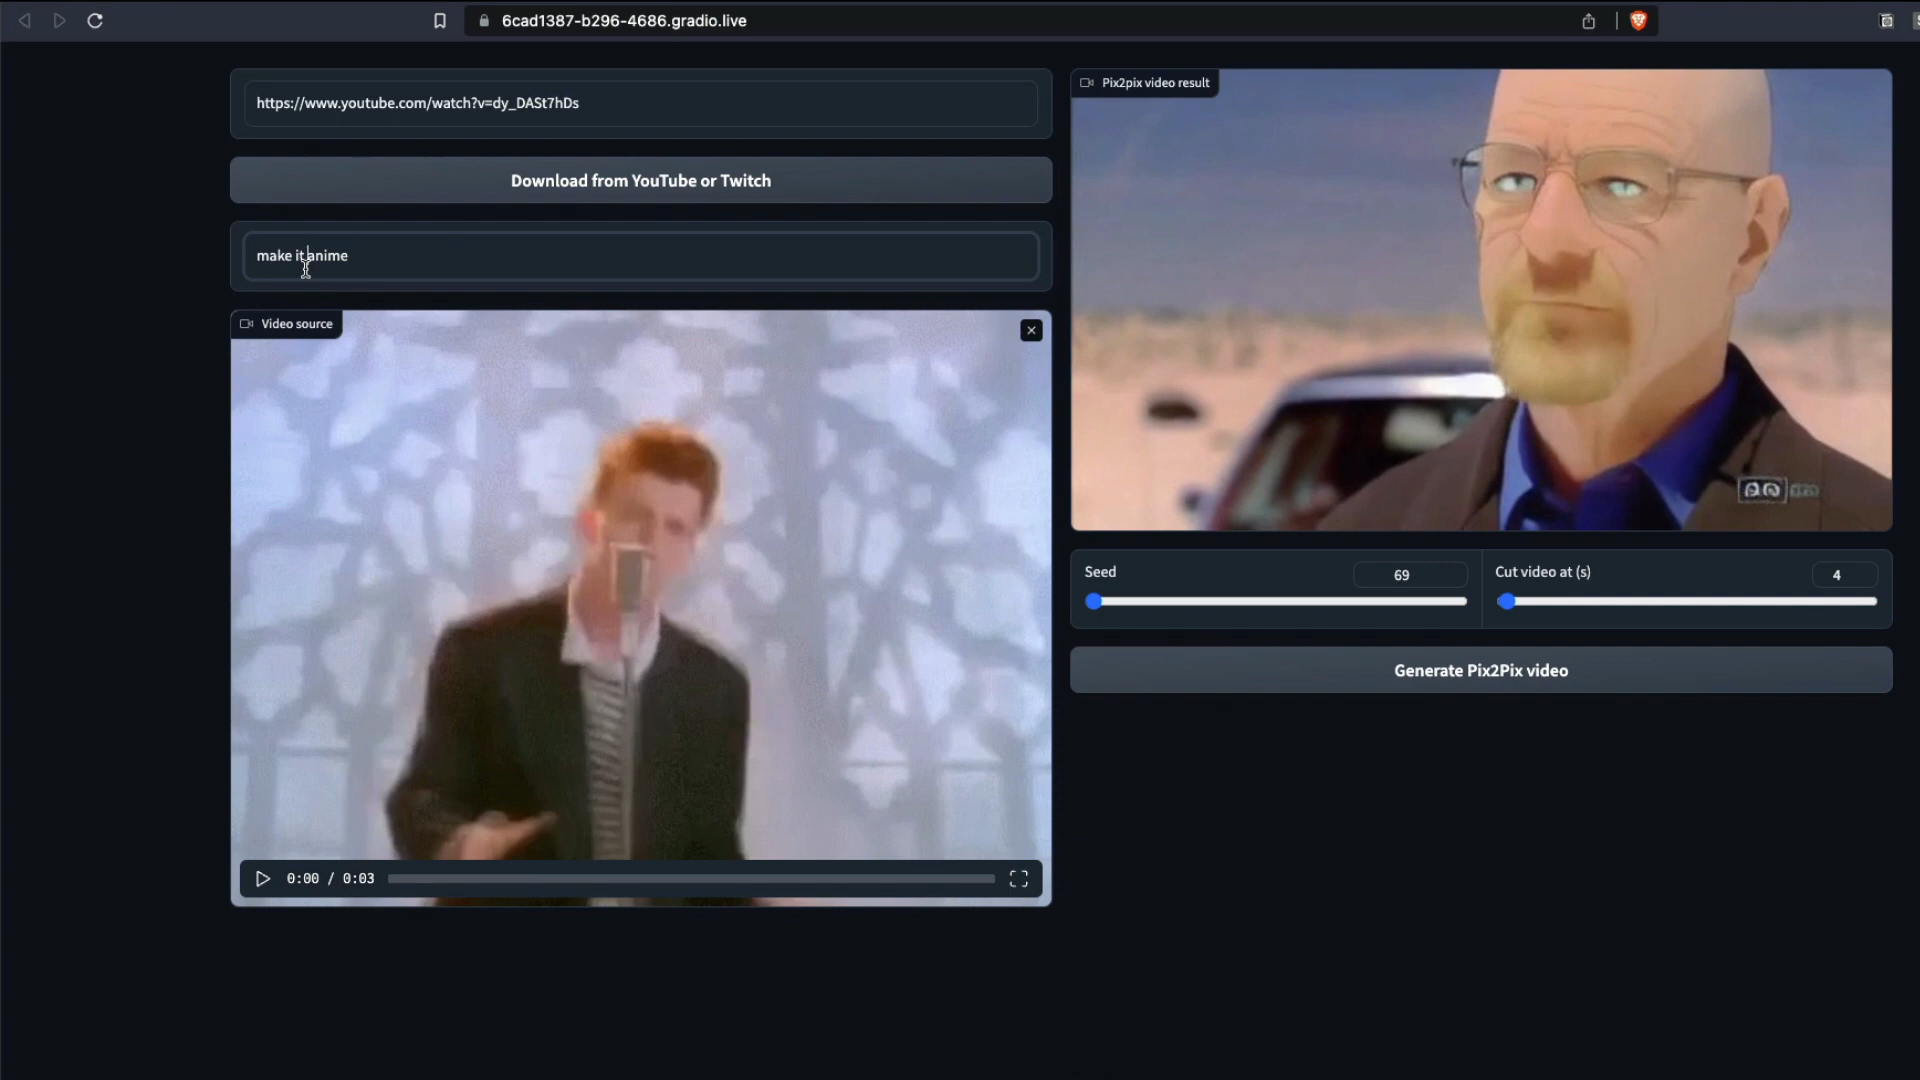 6cad1387-b296-4686.gradio.live
https://www.youtube.com/watch?v=dy_DASt7hDs
Download from YouTube or Twitch
make it anime
Video source
0:00 / 0:03
Pix2pix video result
Seed
69
Cut video at (s)
4
Generate Pix2Pix video